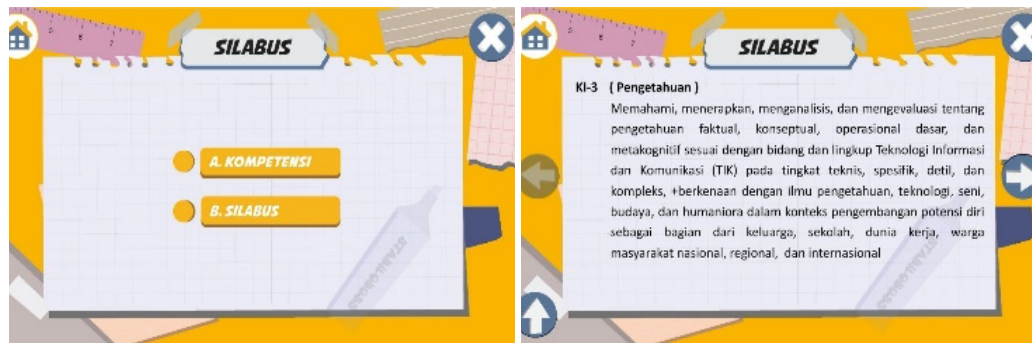 SILABUS
A. KOMPETENSI
B. SILABUS
STABILOBOSS
SILABUS
KI-3 ( Pengetahuan )
Memahami, menerapkan, menganalisis, dan mengevaluasi tentang
pengetahuan faktual, konseptual, operasional dasar, dan
metakognitif sesuai dengan bidang dan lingkup Teknologi Informasi
dan Komunikasi (TIK) pada tingkat teknis, spesifik, detil, dan
kompleks, +berkenaan dengan ilmu pengetahuan, teknologi, seni,
budaya, dan humaniora dalam konteks pengembangan potensi diri
sebagai bagian dari keluarga, sekolah, dunia kerja, warga
masyarakat nasional, regional, dan internasional